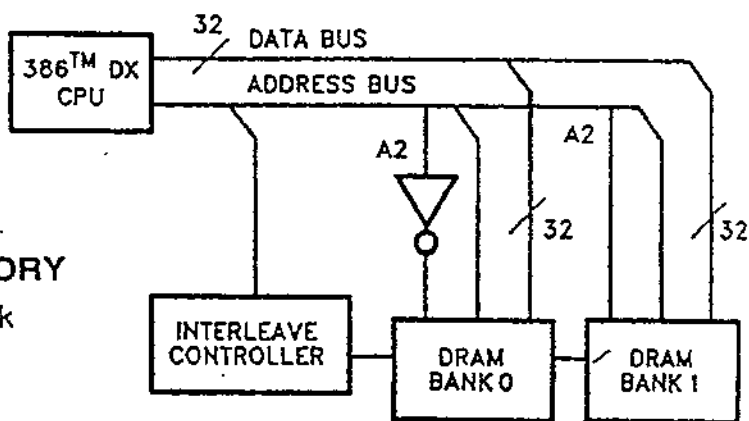 32
DATA BUS
386™ DX
CPU
ADDRESS BUS
A2
A2
32
32
ORY
k
INTERLEAVE
CONTROLLER
DRAM
BANK 0
DRAM
BANK 1